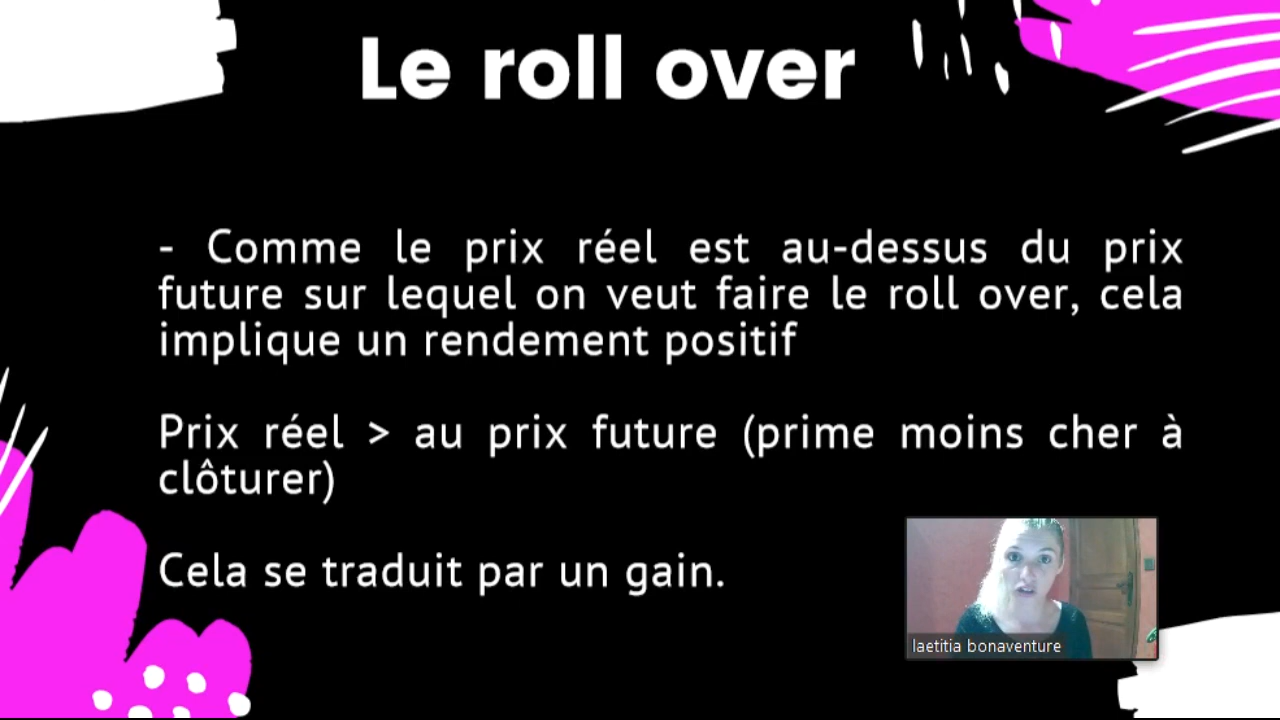 Le roll over
- Comme le prix réel est au-dessus du prix
future sur lequel on veut faire le roll over, cela
implique un rendement positif
Prix réel > au prix future (prime moins cher à
clôturer)
Cela se traduit par un gain.
laetitia bonaventure